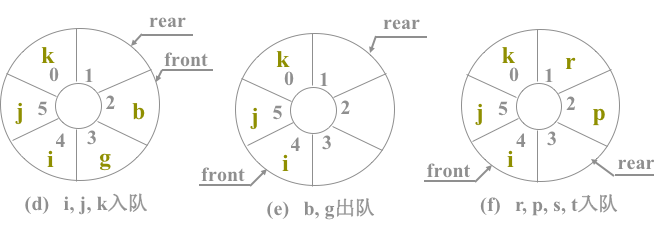 rear
front
k
0
1
2
b
j
5
4
3
i
g
(d) i, j, k入队
rear
k
0
1
2
j
5
4
3
i
front
(e) b, g出队
k
r
0
1
2
p
j
5
4
3
i
front
rear
(f) r, p, s, t入队